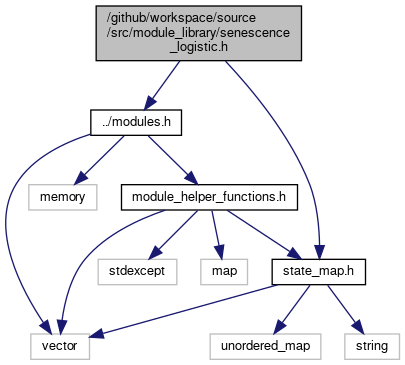 /github/workspace/source
/src/module_library/senescence
_logistic.h
../modules.h
memory
module_helper_functions.h
stdexcept
map
state_map.h
vector
unordered_map
string